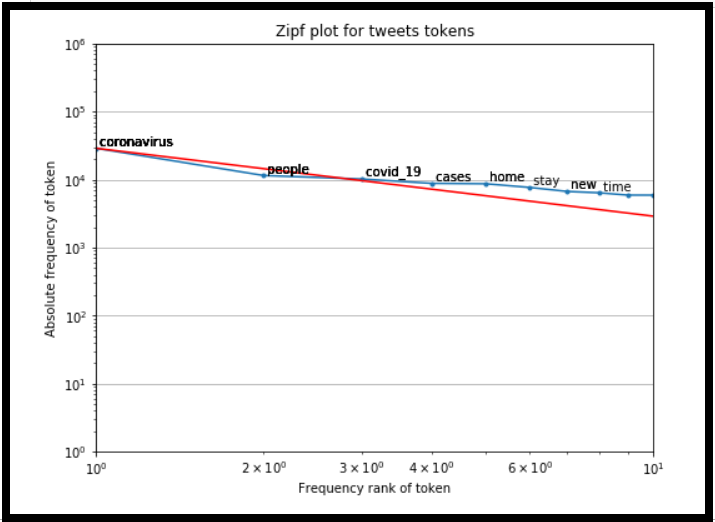 Zipf plot for tweets tokens
10⁶
10⁵
10⁴
10³
10²
10¹
10⁰
Absolute frequency of token
coronavirus
people
covid_19
cases
home
stay
new
time
10⁰
2 × 10⁰
3 × 10⁰
4 × 10⁰
6 × 10⁰
10¹
Frequency rank of token